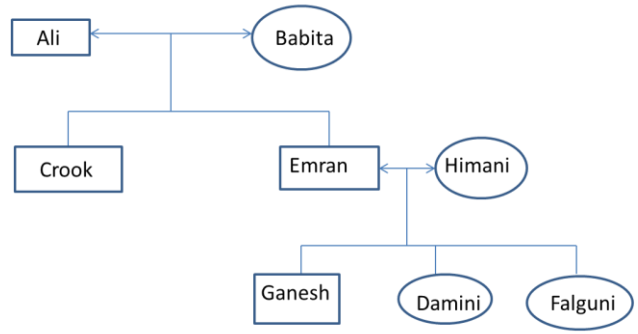 Ali
Babita
Crook
Emran
Himani
Ganesh
Damini
Falguni